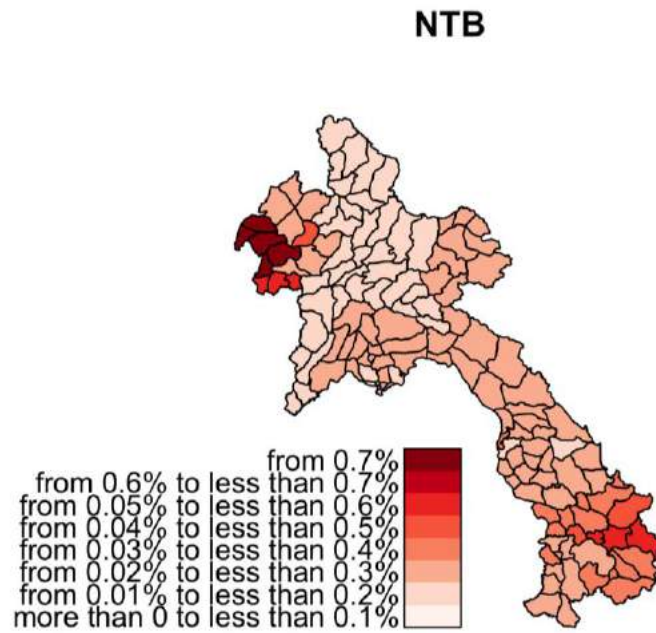 NTB
from 0.7%
from 0.6% to less than 0.7%
from 0.05% to less than 0.6%
from 0.04% to less than 0.5%
from 0.03% to less than 0.4%
from 0.02% to less than 0.3%
from 0.01% to less than 0.2%
more than 0 to less than 0.1%